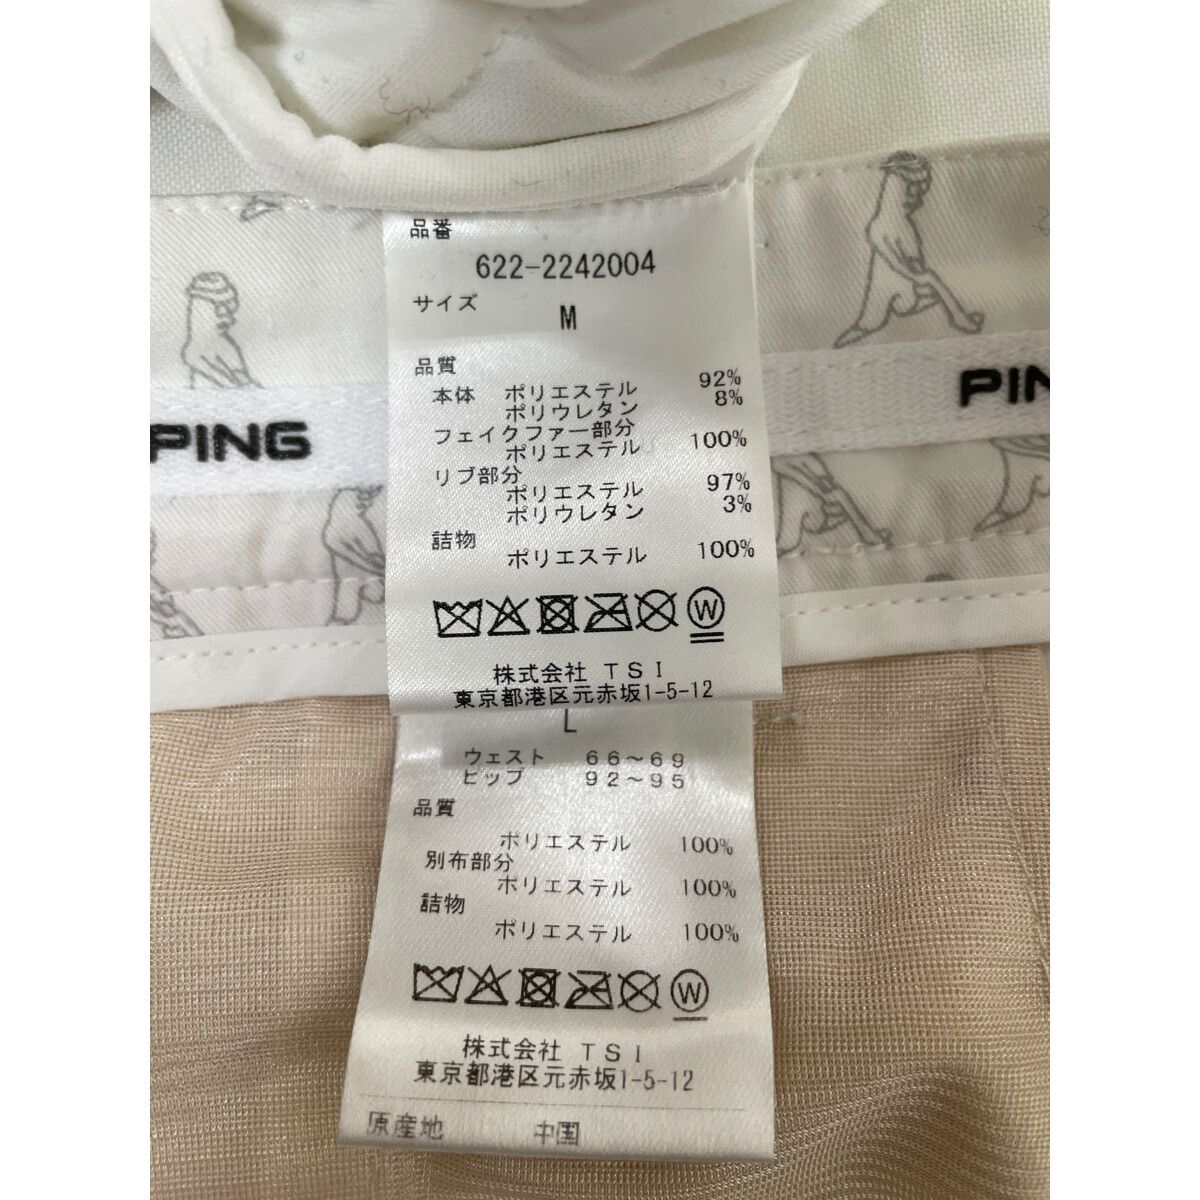 品番
622-2242004
サイズ
M
品質
本体 ポリエステル 92%
ポリウレタン 8%
フェイクファー部分
ポリエステル 100%
リブ部分
ポリエステル 97%
ポリウレタン 3%
詰物
ポリエステル 100%
W
株式会社 TSI
東京都港区元赤坂1-5-12
PING
PIN
L
ウェスト 66~69
ヒップ 92~95
品質
ポリエステル 100%
別布部分
ポリエステル 100%
詰物
ポリエステル 100%
W
株式会社 TSI
東京都港区元赤坂1-5-12
原産地 中国